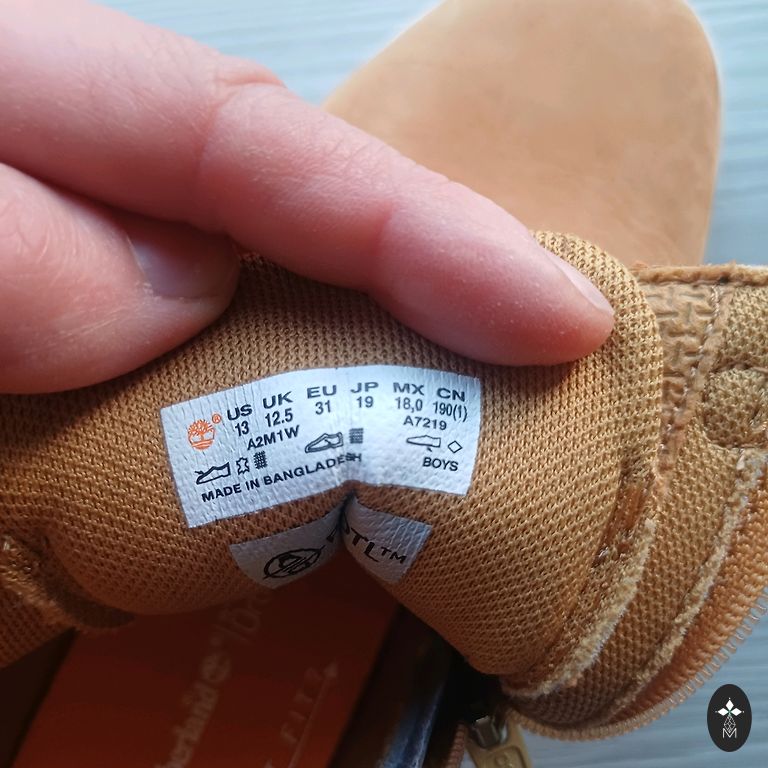 US UK EU JP MX CN
13 12.5 31 19 18,0 190(1)
A2M1W A7219
BOYS
MADE IN BANGLADESH
TM
M